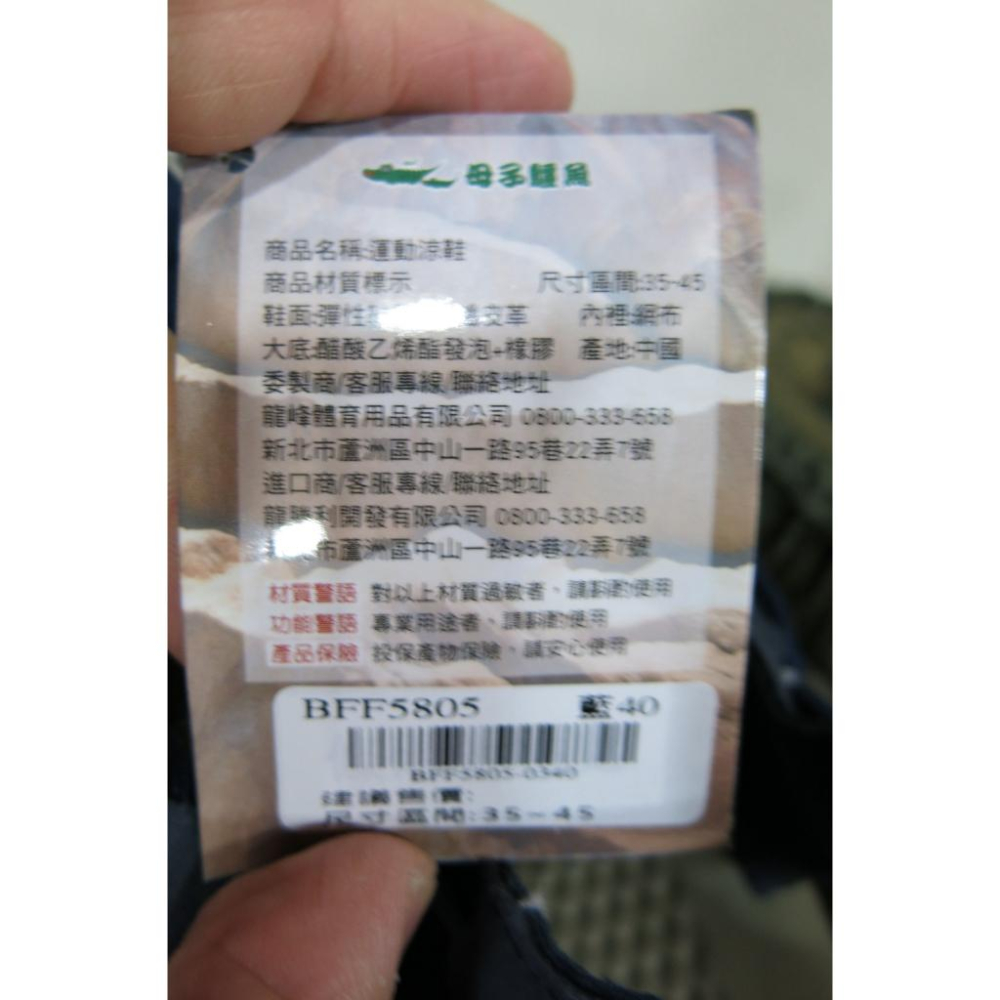 母子鱷魚
商品名稱:運動涼鞋
商品材質標示 尺寸區間:35-45
鞋面:彈性 皮革 內裡:網布
大底:醋酸乙烯酯發泡+橡膠 產地:中國
委製商/客服專線/聯絡地址
龍峰體育用品有限公司 0800-333-658
新北市蘆洲區中山一路95巷22弄7號
進口商/客服專線/聯絡地址
龍勝利開發有限公司 0800-333-658
北市蘆洲區中山一路95巷22弄7號
材質警語 對以上材質過敏者、請斟酌使用
功能警語 專業用途者、請斟酌使用
產品保險 投保產物保險、請安心使用
BFF5805 藍40
BFF5805-0340
建議售價:
尺寸區間:35-45